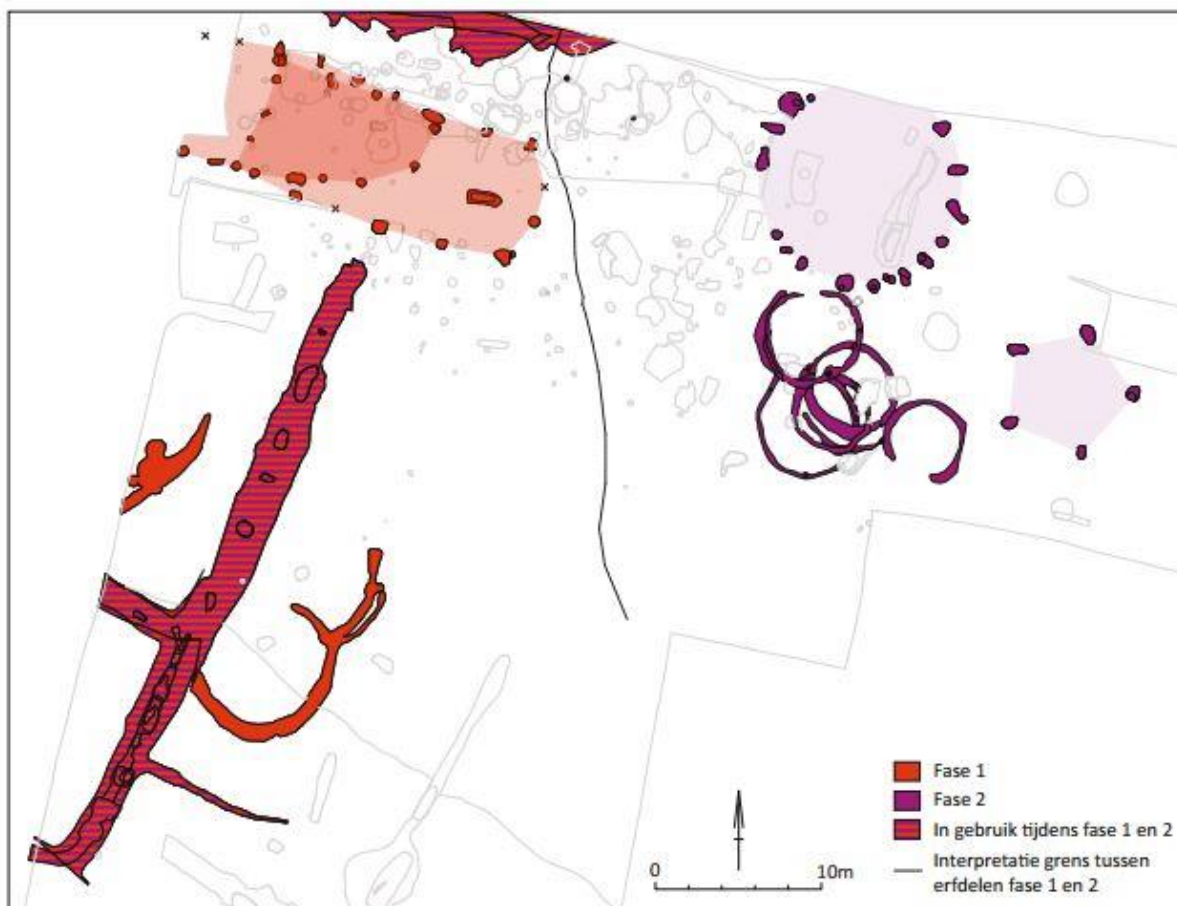 Fase 1
Fase 2
In gebruik tijdens fase 1 en 2
Interpretatie grens tussen
erfdelen fase 1 en 2
0 10m